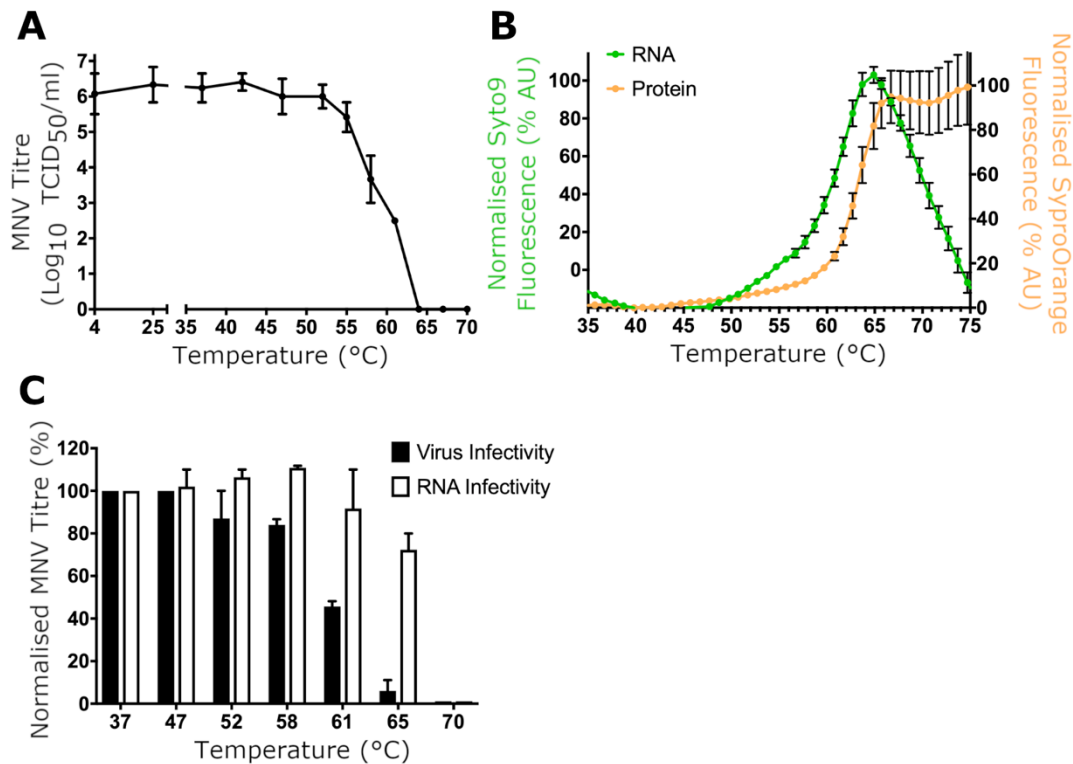 A
MNV Titre
(Log10 TCID50/ml)
7
6
5
4
3
2
1
0
4 25 35 40 45 50 55 60 65 70
Temperature (°C)
B
RNA
Protein
Normalised Syto9
Fluorescence (% AU)
100
80
60
40
20
0
100
80
60
40
20
0
Normalised SyproOrange
Fluorescence (% AU)
35 40 45 50 55 60 65 70 75
Temperature (°C)
C
Normalised MNV Titre (%)
120
100
80
60
40
20
0
Virus Infectivity
RNA Infectivity
37 47 52 58 61 65 70
Temperature (°C)